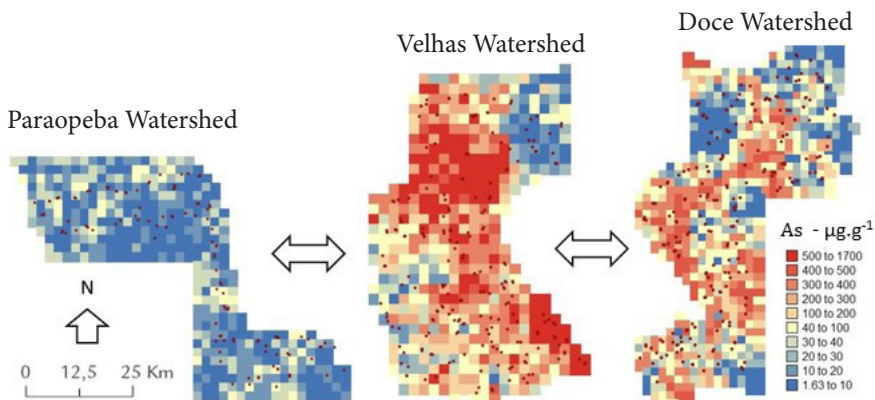 Doce Watershed
Velhas Watershed
Paraopeba Watershed
As - µg.g⁻¹
500 to 1700
400 to 500
300 to 400
200 to 300
100 to 200
40 to 100
30 to 40
20 to 30
10 to 20
1.63 to 10
N
0 12,5 25 Km